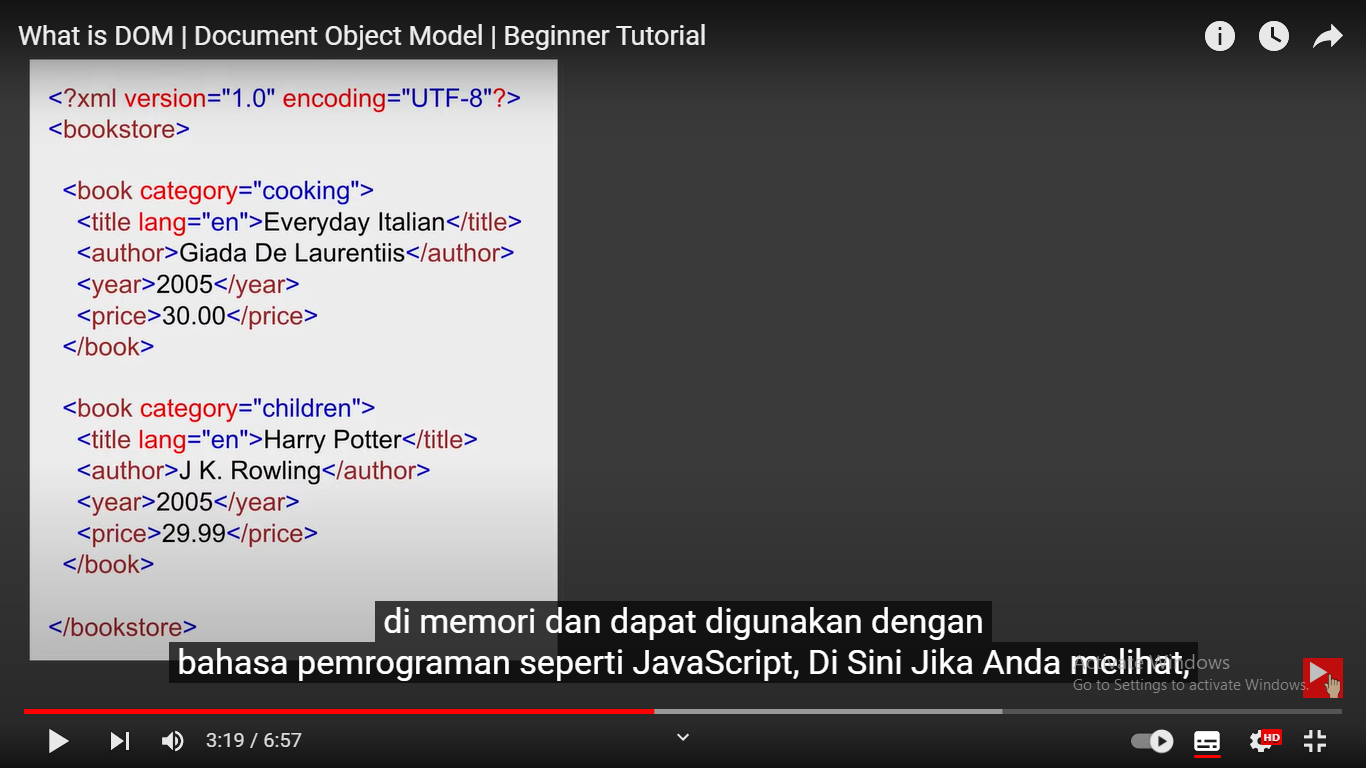 What is DOM | Document Object Model | Beginner Tutorial
<?xml version="1.0" encoding="UTF-8"?>
<bookstore>
<book category="cooking">
<title lang="en">Everyday Italian</title>
<author>Giada De Laurentiis</author>
<year>2005</year>
<price>30.00</price>
</book>
<book category="children">
<title lang="en">Harry Potter</title>
<author>J K. Rowling</author>
<year>2005</year>
<price>29.99</price>
</book>
</bookstore>
di memori dan dapat digunakan dengan
bahasa pemrograman seperti JavaScript, Di Sini Jika Anda melihat,
Activate Windows
Go to Settings to activate Windows.
3:19 / 6:57
HD